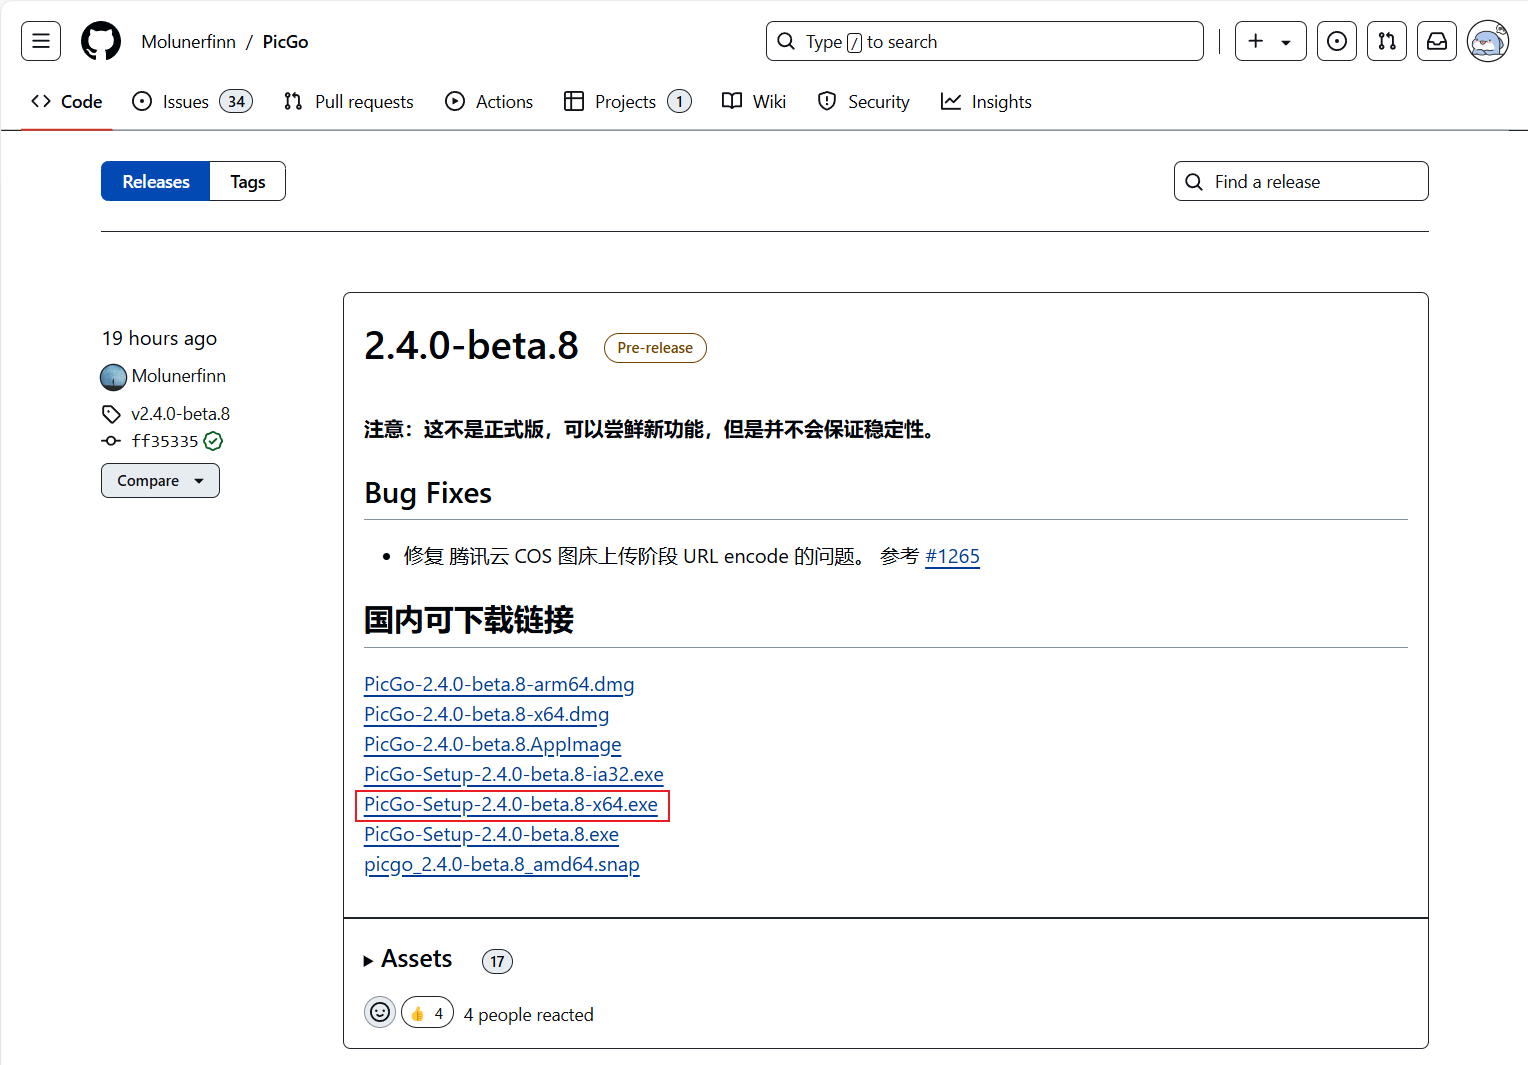 Molunerfinn / PicGo
Type / to search
Code
Issues 34
Pull requests
Actions
Projects 1
Wiki
Security
Insights
Releases
Tags
Find a release
19 hours ago
Molunerfinn
v2.4.0-beta.8
ff35335
Compare
2.4.0-beta.8 Pre-release
注意：这不是正式版，可以尝鲜新功能，但是并不会保证稳定性。
Bug Fixes
• 修复 腾讯云 COS 图床上传阶段 URL encode 的问题。 参考 #1265
国内可下载链接
PicGo-2.4.0-beta.8-arm64.dmg
PicGo-2.4.0-beta.8-x64.dmg
PicGo-2.4.0-beta.8.AppImage
PicGo-Setup-2.4.0-beta.8-ia32.exe
PicGo-Setup-2.4.0-beta.8-x64.exe
PicGo-Setup-2.4.0-beta.8.exe
picgo_2.4.0-beta.8_amd64.snap
Assets 17
👍 4 4 people reacted